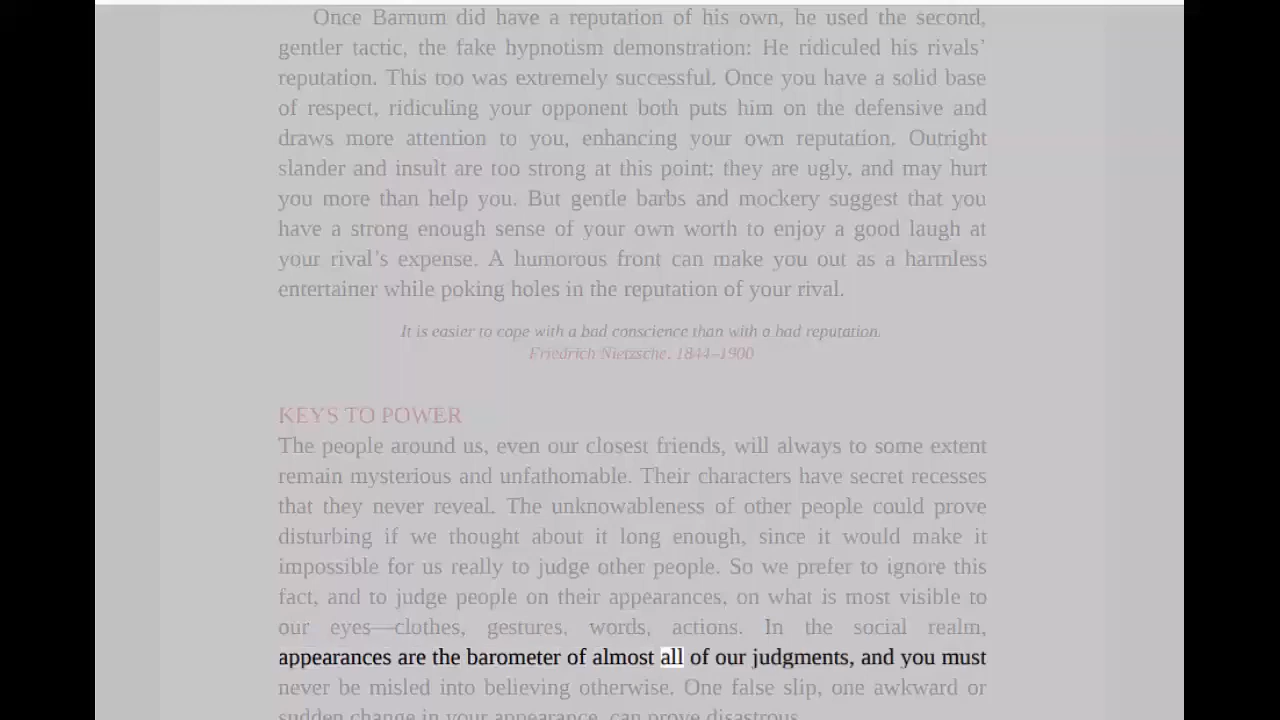 Once Barnum did have a reputation of his own, he used the second,
gentler tactic, the fake hypnotism demonstration: He ridiculed his rivals’
reputation. This too was extremely successful. Once you have a solid base
of respect, ridiculing your opponent both puts him on the defensive and
draws more attention to you, enhancing your own reputation. Outright
slander and insult are too strong at this point; they are ugly, and may hurt
you more than help you. But gentle barbs and mockery suggest that you
have a strong enough sense of your own worth to enjoy a good laugh at
your rival’s expense. A humorous front can make you out as a harmless
entertainer while poking holes in the reputation of your rival.
It is easier to cope with a bad conscience than with a bad reputation.
Friedrich Nietzsche, 1844–1900
KEYS TO POWER
The people around us, even our closest friends, will always to some extent
remain mysterious and unfathomable. Their characters have secret recesses
that they never reveal. The unknowableness of other people could prove
disturbing if we thought about it long enough, since it would make it
impossible for us really to judge other people. So we prefer to ignore this
fact, and to judge people on their appearances, on what is most visible to
our eyes—clothes, gestures, words, actions. In the social realm,
appearances are the barometer of almost all of our judgments, and you must
never be misled into believing otherwise. One false slip, one awkward or
sudden change in your appearance, can prove disastrous.